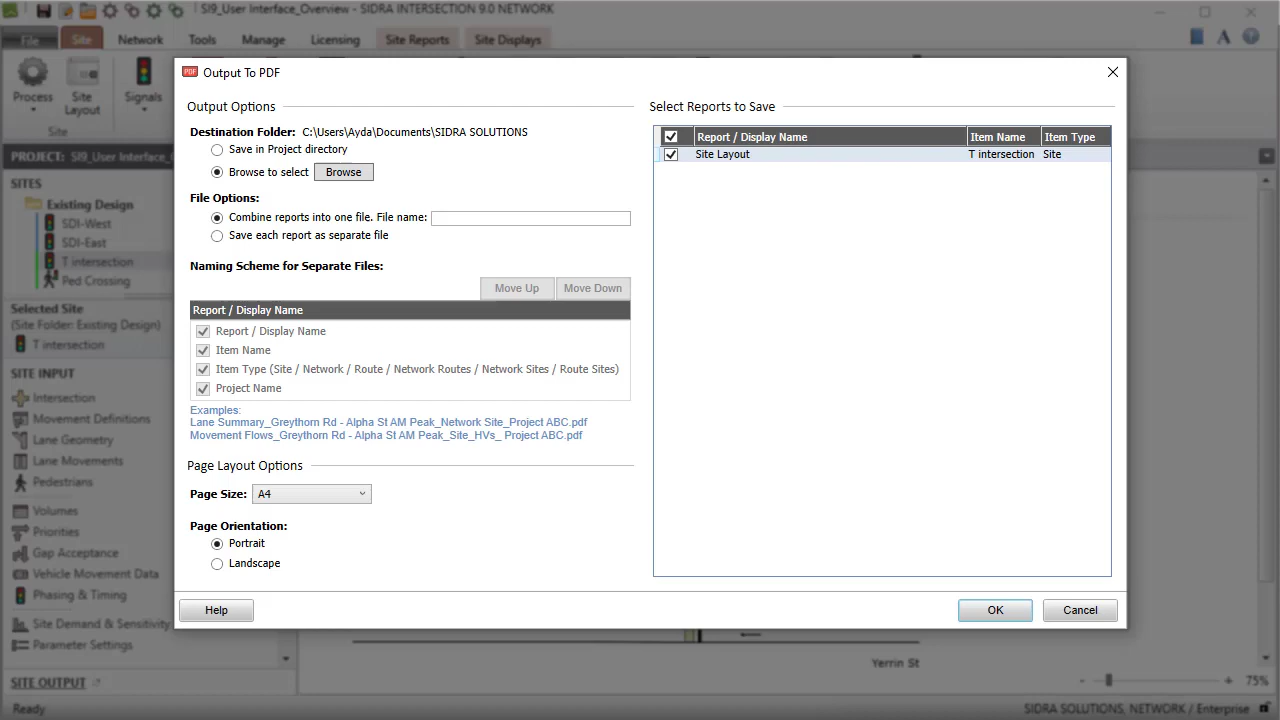 SI9_User Interface_Overview - SIDRA INTERSECTION 9.0 NETWORK
File Site Network Tools Manage Licensing Site Reports Site Displays
Process Site Layout Signals
Site
PROJECT: SI9_User Interface_
SITES
Existing Design
SDI-West
SDI-East
T intersection
Ped Crossing
Selected Site
(Site Folder: Existing Design)
T intersection
SITE INPUT
Intersection
Movement Definitions
Lane Geometry
Lane Movements
Pedestrians
Volumes
Priorities
Gap Acceptance
Vehicle Movement Data
Phasing & Timing
Site Demand & Sensitivity
Parameter Settings
SITE OUTPUT
Ready
PDF Output To PDF
Output Options
Destination Folder: C:\Users\Ayda\Documents\SIDRA SOLUTIONS
Save in Project directory
Browse to select Browse
File Options:
Combine reports into one file. File name:
Save each report as separate file
Naming Scheme for Separate Files:
Move Up Move Down
Report / Display Name
Report / Display Name
Item Name
Item Type (Site / Network / Route / Network Routes / Network Sites / Route Sites)
Project Name
Examples:
Lane Summary_Greythorn Rd - Alpha St AM Peak_Network Site_Project ABC.pdf
Movement Flows_Greythorn Rd - Alpha St AM Peak_Site_HVs_ Project ABC.pdf
Page Layout Options
Page Size: A4
Page Orientation:
Portrait
Landscape
Help
Select Reports to Save
Report / Display Name Item Name Item Type
Site Layout T intersection Site
OK Cancel
Yerrin St
75%
SIDRA SOLUTIONS, NETWORK / Enterprise